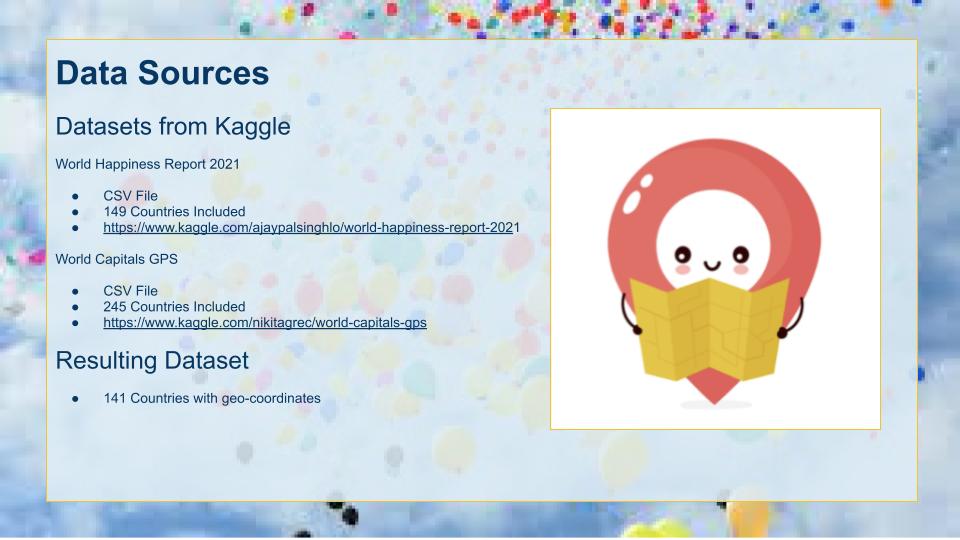 Data Sources
Datasets from Kaggle
World Happiness Report 2021
● CSV File
● 149 Countries Included
● https://www.kaggle.com/ajaypalsinghlo/world-happiness-report-2021
World Capitals GPS
● CSV File
● 245 Countries Included
● https://www.kaggle.com/nikitagrec/world-capitals-gps
Resulting Dataset
● 141 Countries with geo-coordinates